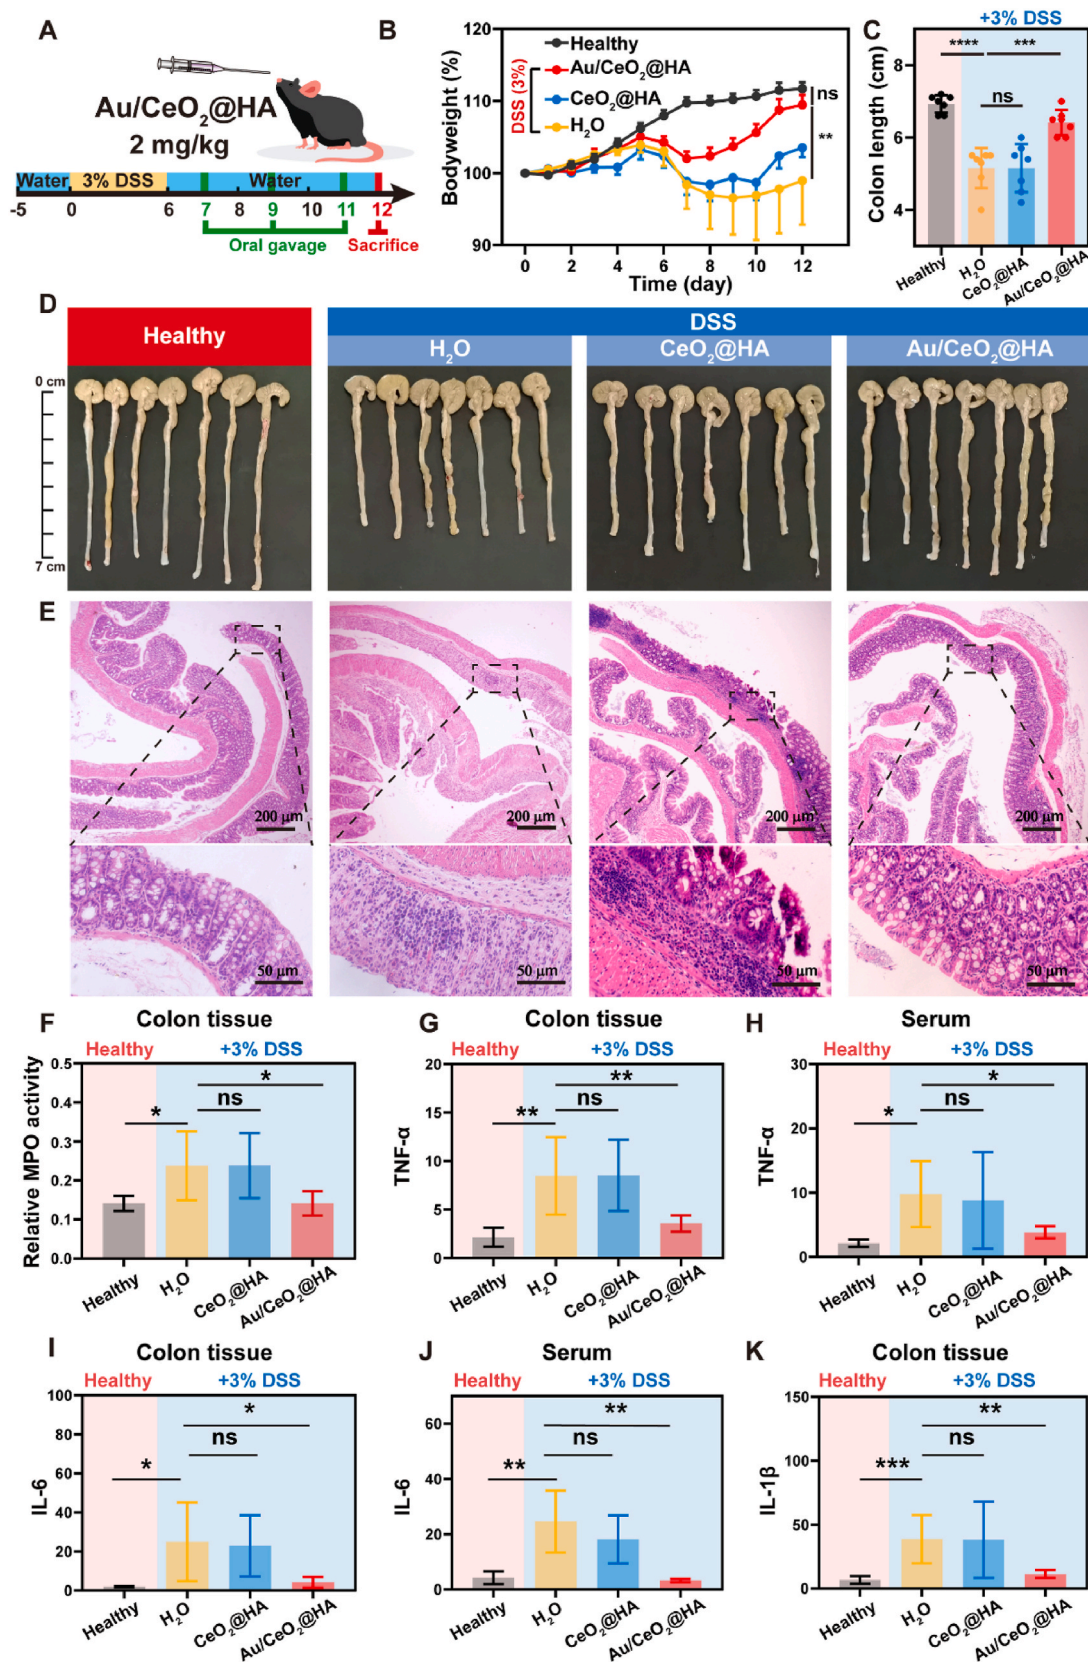 A
Au/CeO₂@HA
2 mg/kg
Water 3% DSS Water
-5 0 6 7 8 9 10 11 12
Oral gavage Sacrifice
B
Bodyweight (%)
120
110
100
90
DSS (3%)
Healthy
Au/CeO₂@HA
CeO₂@HA
H₂O
ns
**
0 2 4 6 8 10 12
Time (day)
C
+3% DSS
Colon length (cm)
8
6
4
**** ***
ns
Healthy
H₂O
CeO₂@HA
Au/CeO₂@HA
D
Healthy
DSS
H₂O CeO₂@HA Au/CeO₂@HA
0 cm
7 cm
E
200 μm 200 μm 200 μm 200 μm
50 μm 50 μm 50 μm 50 μm
F
Colon tissue
Healthy +3% DSS
Relative MPO activity
0.5
0.4
0.3
0.2
0.1
0.0
*
ns
*
Healthy
H₂O
CeO₂@HA
Au/CeO₂@HA
G
Colon tissue
Healthy +3% DSS
TNF-α
20
15
10
5
0
**
ns
**
Healthy
H₂O
CeO₂@HA
Au/CeO₂@HA
H
Serum
Healthy +3% DSS
TNF-α
30
20
10
0
*
ns
*
Healthy
H₂O
CeO₂@HA
Au/CeO₂@HA
I
Colon tissue
Healthy +3% DSS
IL-6
100
80
60
40
20
0
*
ns
*
Healthy
H₂O
CeO₂@HA
Au/CeO₂@HA
J
Serum
Healthy +3% DSS
IL-6
60
40
20
0
**
ns
**
Healthy
H₂O
CeO₂@HA
Au/CeO₂@HA
K
Colon tissue
Healthy +3% DSS
IL-1β
150
100
50
0
**
ns
***
Healthy
H₂O
CeO₂@HA
Au/CeO₂@HA